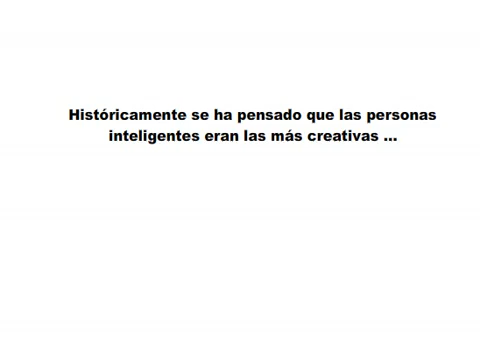 Históricamente se ha pensado que las personas
inteligentes eran las más creativas ...